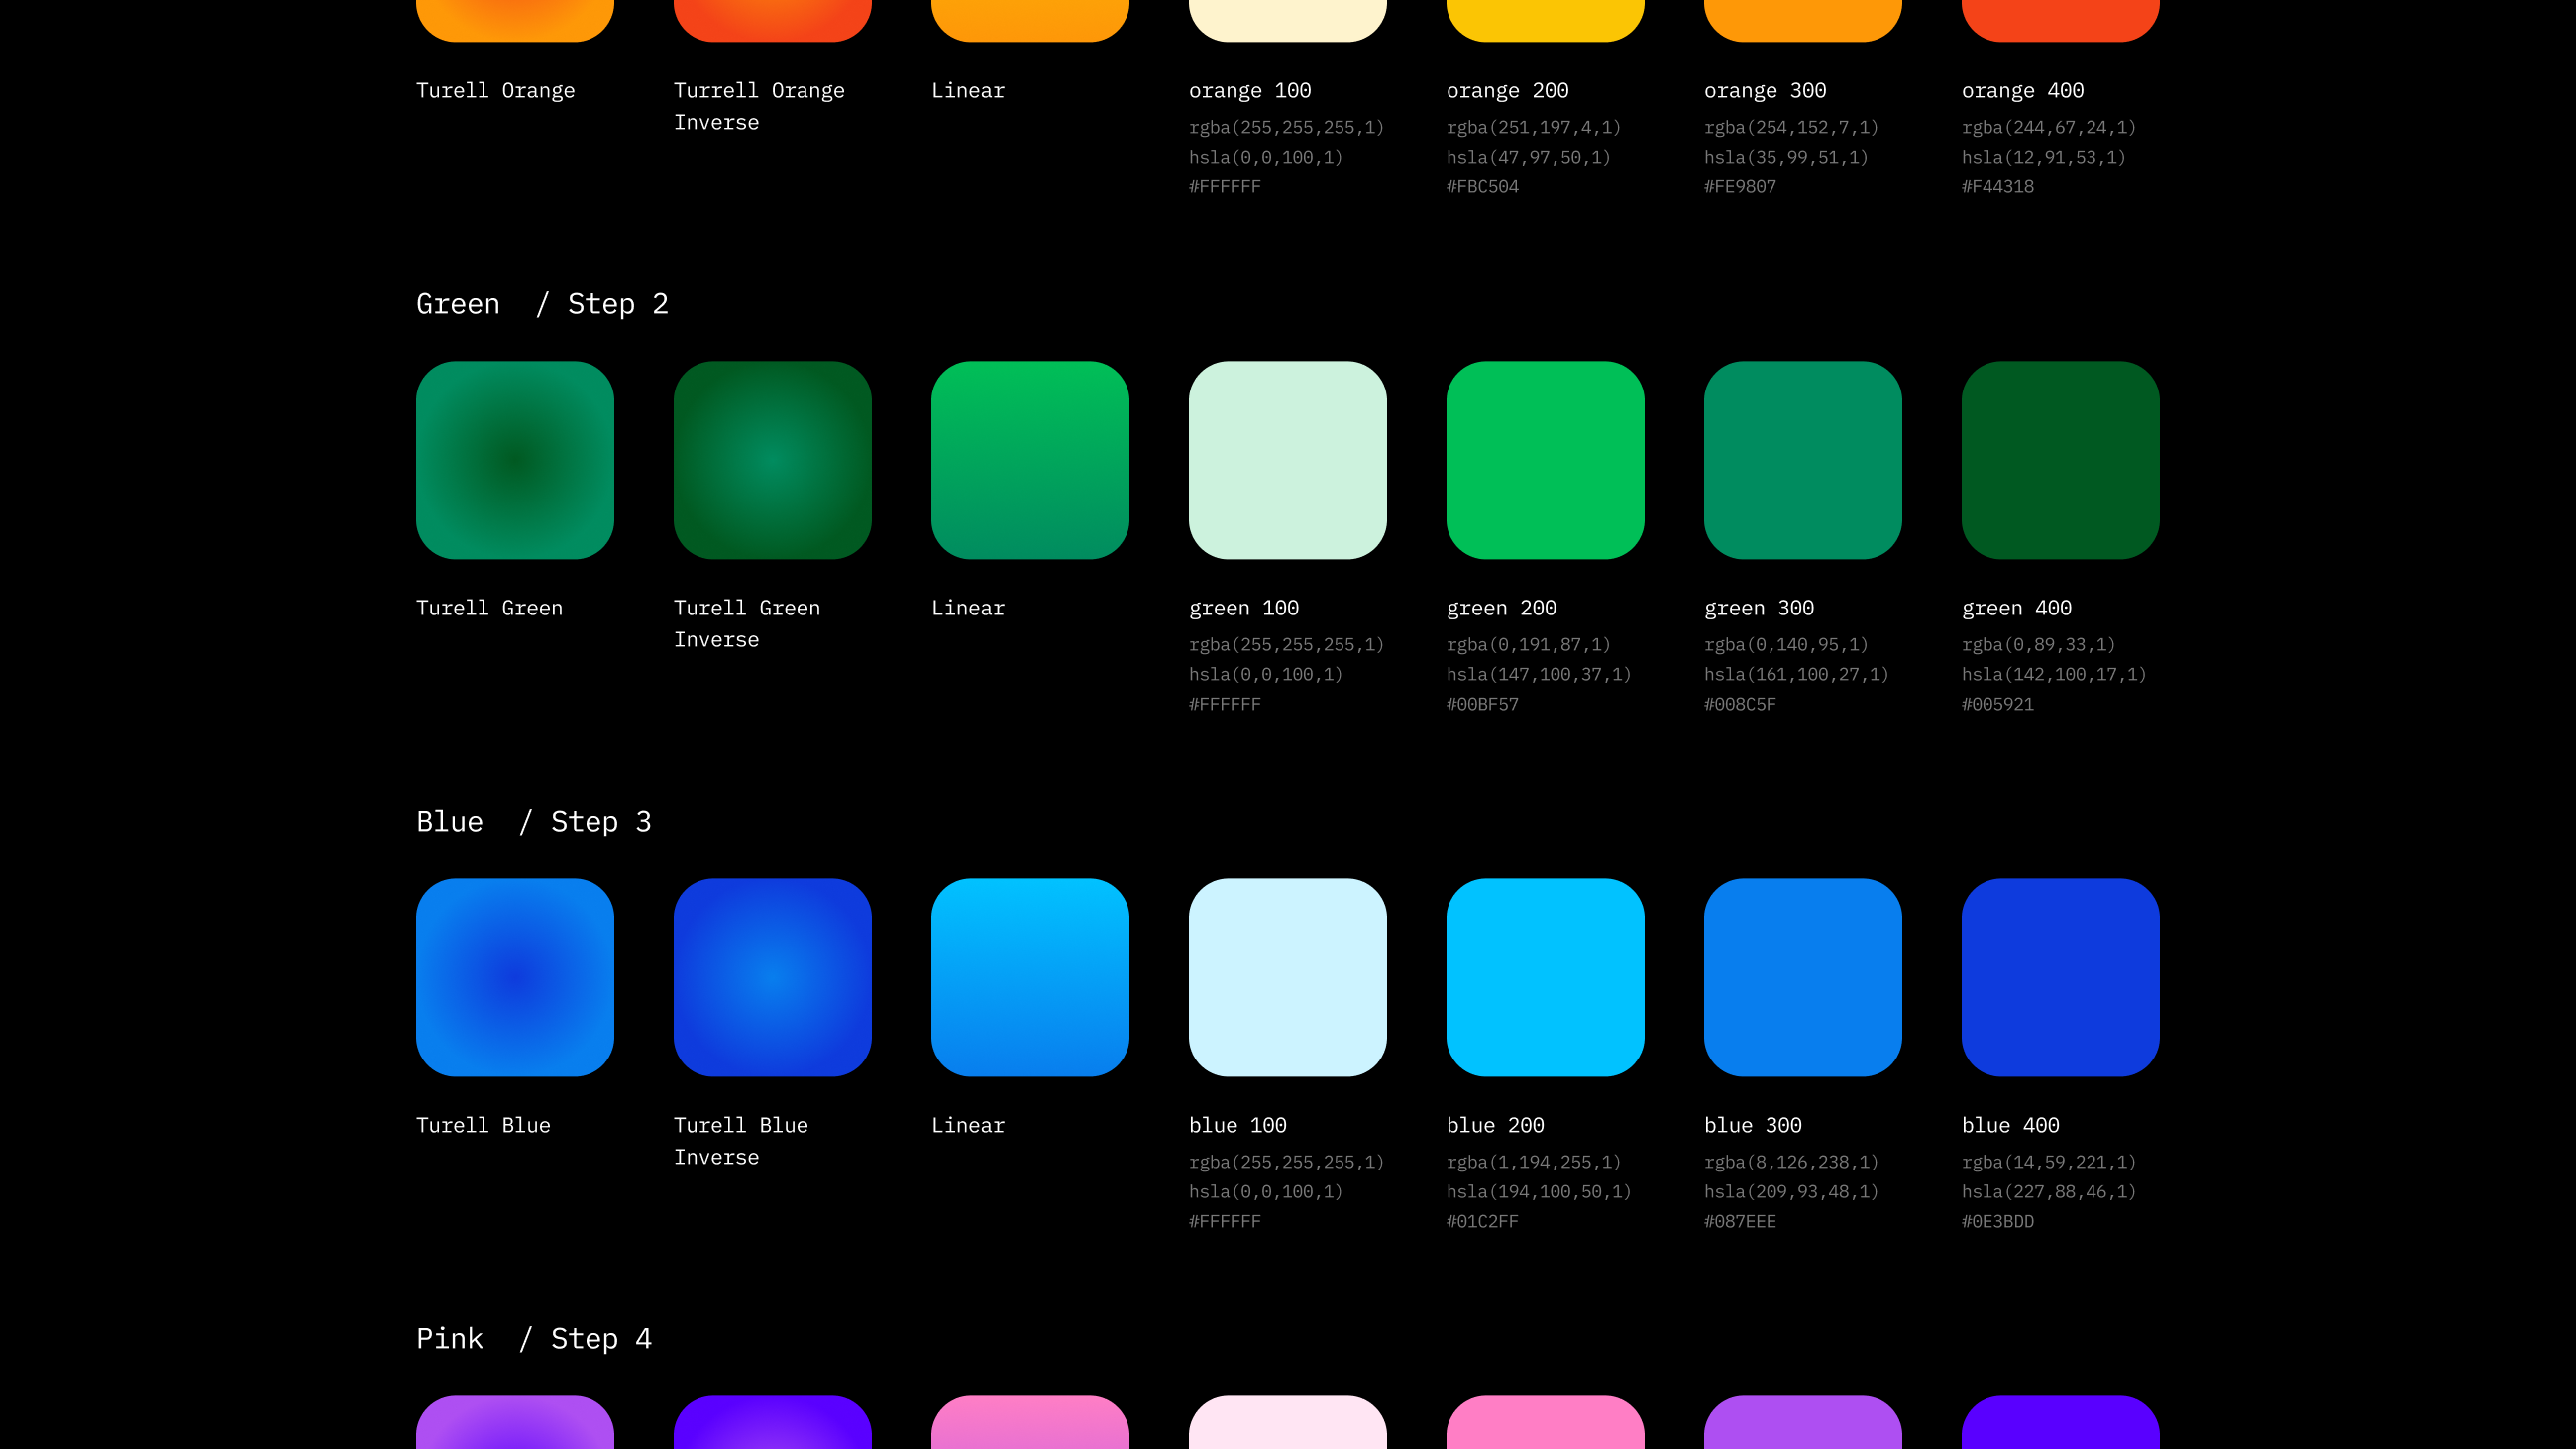 Turell Orange
Turrell Orange
Inverse
Linear
orange 100
rgba(255,255,255,1)
hsla(0,0,100,1)
#FFFFFF
orange 200
rgba(251,197,4,1)
hsla(47,97,50,1)
#FBC504
orange 300
rgba(254,152,7,1)
hsla(35,99,51,1)
#FE9807
orange 400
rgba(244,67,24,1)
hsla(12,91,53,1)
#F44318
Green / Step 2
Turell Green
Turell Green
Inverse
Linear
green 100
rgba(255,255,255,1)
hsla(0,0,100,1)
#FFFFFF
green 200
rgba(0,191,87,1)
hsla(147,100,37,1)
#00BF57
green 300
rgba(0,140,95,1)
hsla(161,100,27,1)
#008C5F
green 400
rgba(0,89,33,1)
hsla(142,100,17,1)
#005921
Blue / Step 3
Turell Blue
Turell Blue
Inverse
Linear
blue 100
rgba(255,255,255,1)
hsla(0,0,100,1)
#FFFFFF
blue 200
rgba(1,194,255,1)
hsla(194,100,50,1)
#01C2FF
blue 300
rgba(8,126,238,1)
hsla(209,93,48,1)
#087EEE
blue 400
rgba(14,59,221,1)
hsla(227,88,46,1)
#0E3BDD
Pink / Step 4